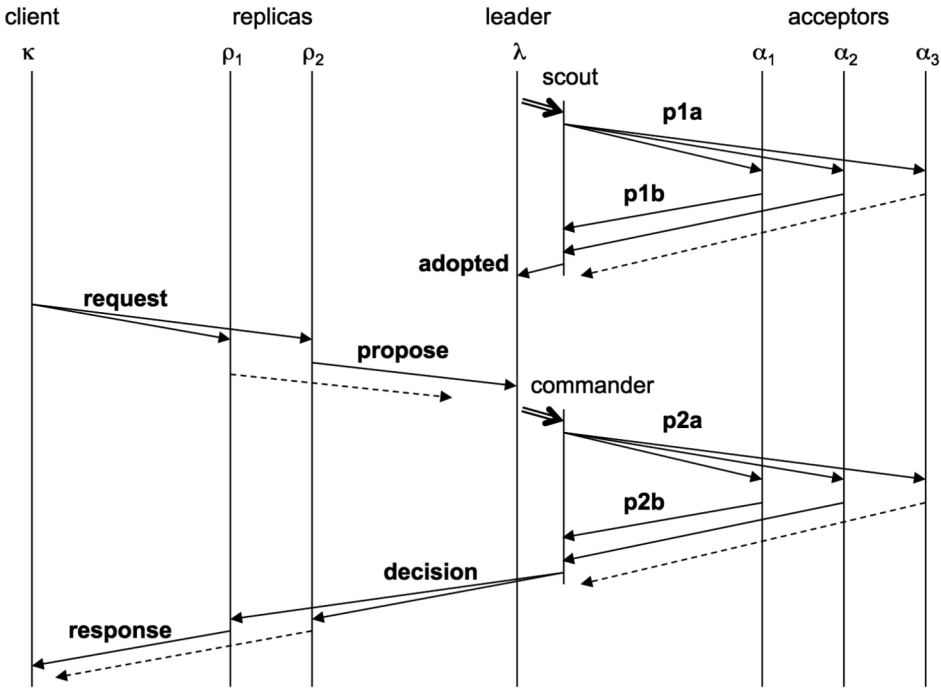 client replicas leader acceptors
κ ρ1 ρ2 λ α1 α2 α3
scout
p1a
p1b
adopted
request
propose
commander
p2a
p2b
decision
response